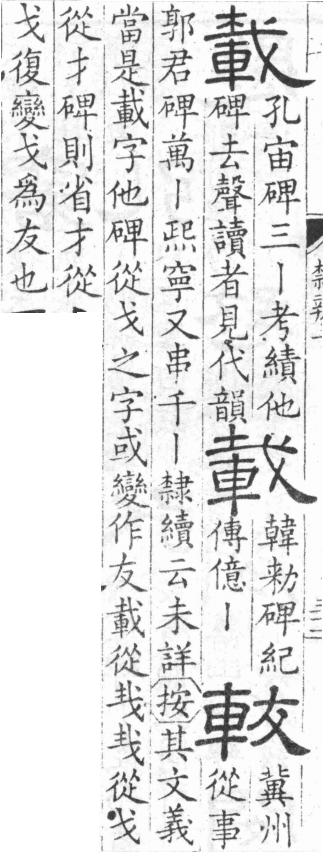 載
孔宙碑三丨考績他
碑去聲讀者見代韻
載
韓勑碑紀
傳億丨
冀州
從事
郭君碑萬丨熙寧又串千丨隸續云未詳按其文義
當是載字他碑從戈之字或變作友載從𢦏𢦏從戈
從才碑則省才從
戈復變戈爲友也